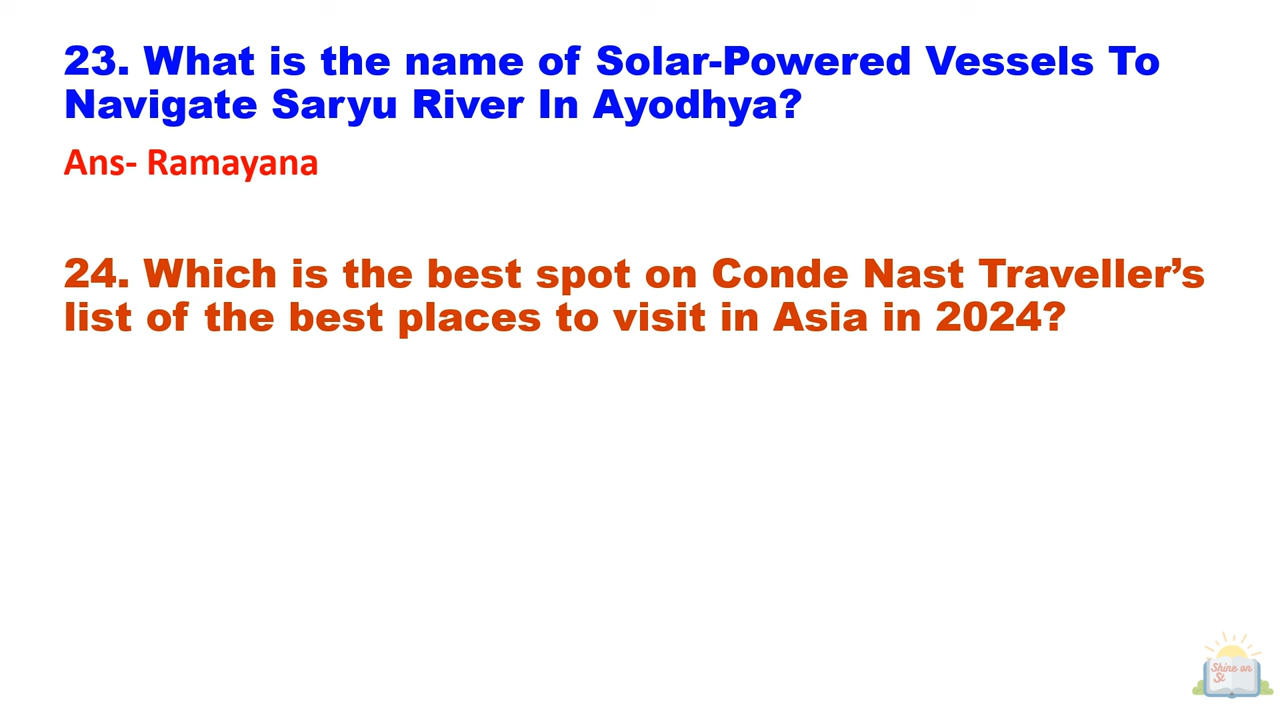 23. What is the name of Solar-Powered Vessels To
Navigate Saryu River In Ayodhya?
Ans- Ramayana
24. Which is the best spot on Conde Nast Traveller’s
list of the best places to visit in Asia in 2024?
Shine on